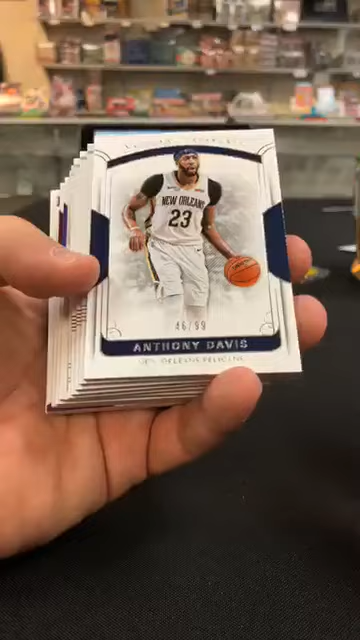 NEW ORLEANS
23
46/99
ANTHONY DAVIS
NEW ORLEANS PELICANS